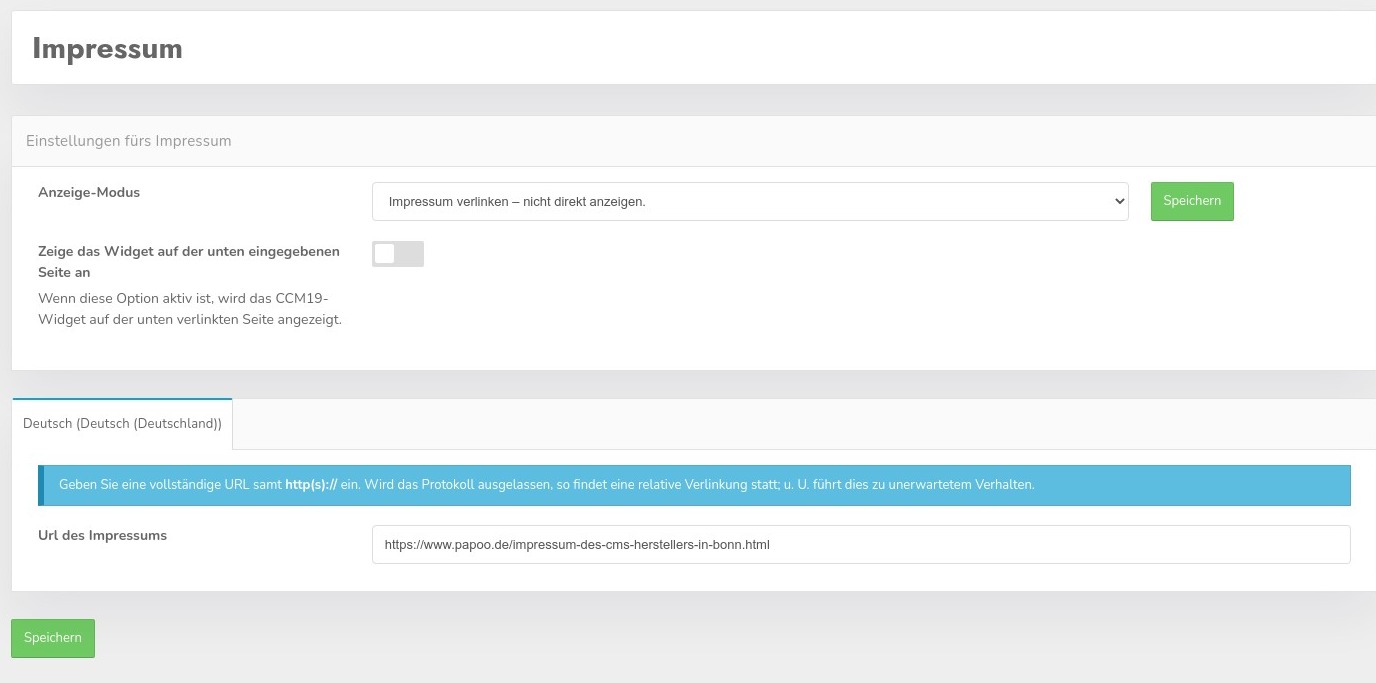 Impressum
Einstellungen fürs Impressum
Anzeige-Modus
Impressum verlinken – nicht direkt anzeigen.
Speichern
Zeige das Widget auf der unten eingegebenen
Seite an
Wenn diese Option aktiv ist, wird das CCM19-
Widget auf der unten verlinkten Seite angezeigt.
Deutsch (Deutsch (Deutschland))
Geben Sie eine vollständige URL samt http(s):// ein. Wird das Protokoll ausgelassen, so findet eine relative Verlinkung statt; u. U. führt dies zu unerwartetem Verhalten.
Url des Impressums
https://www.papoo.de/impressum-des-cms-herstellers-in-bonn.html
Speichern